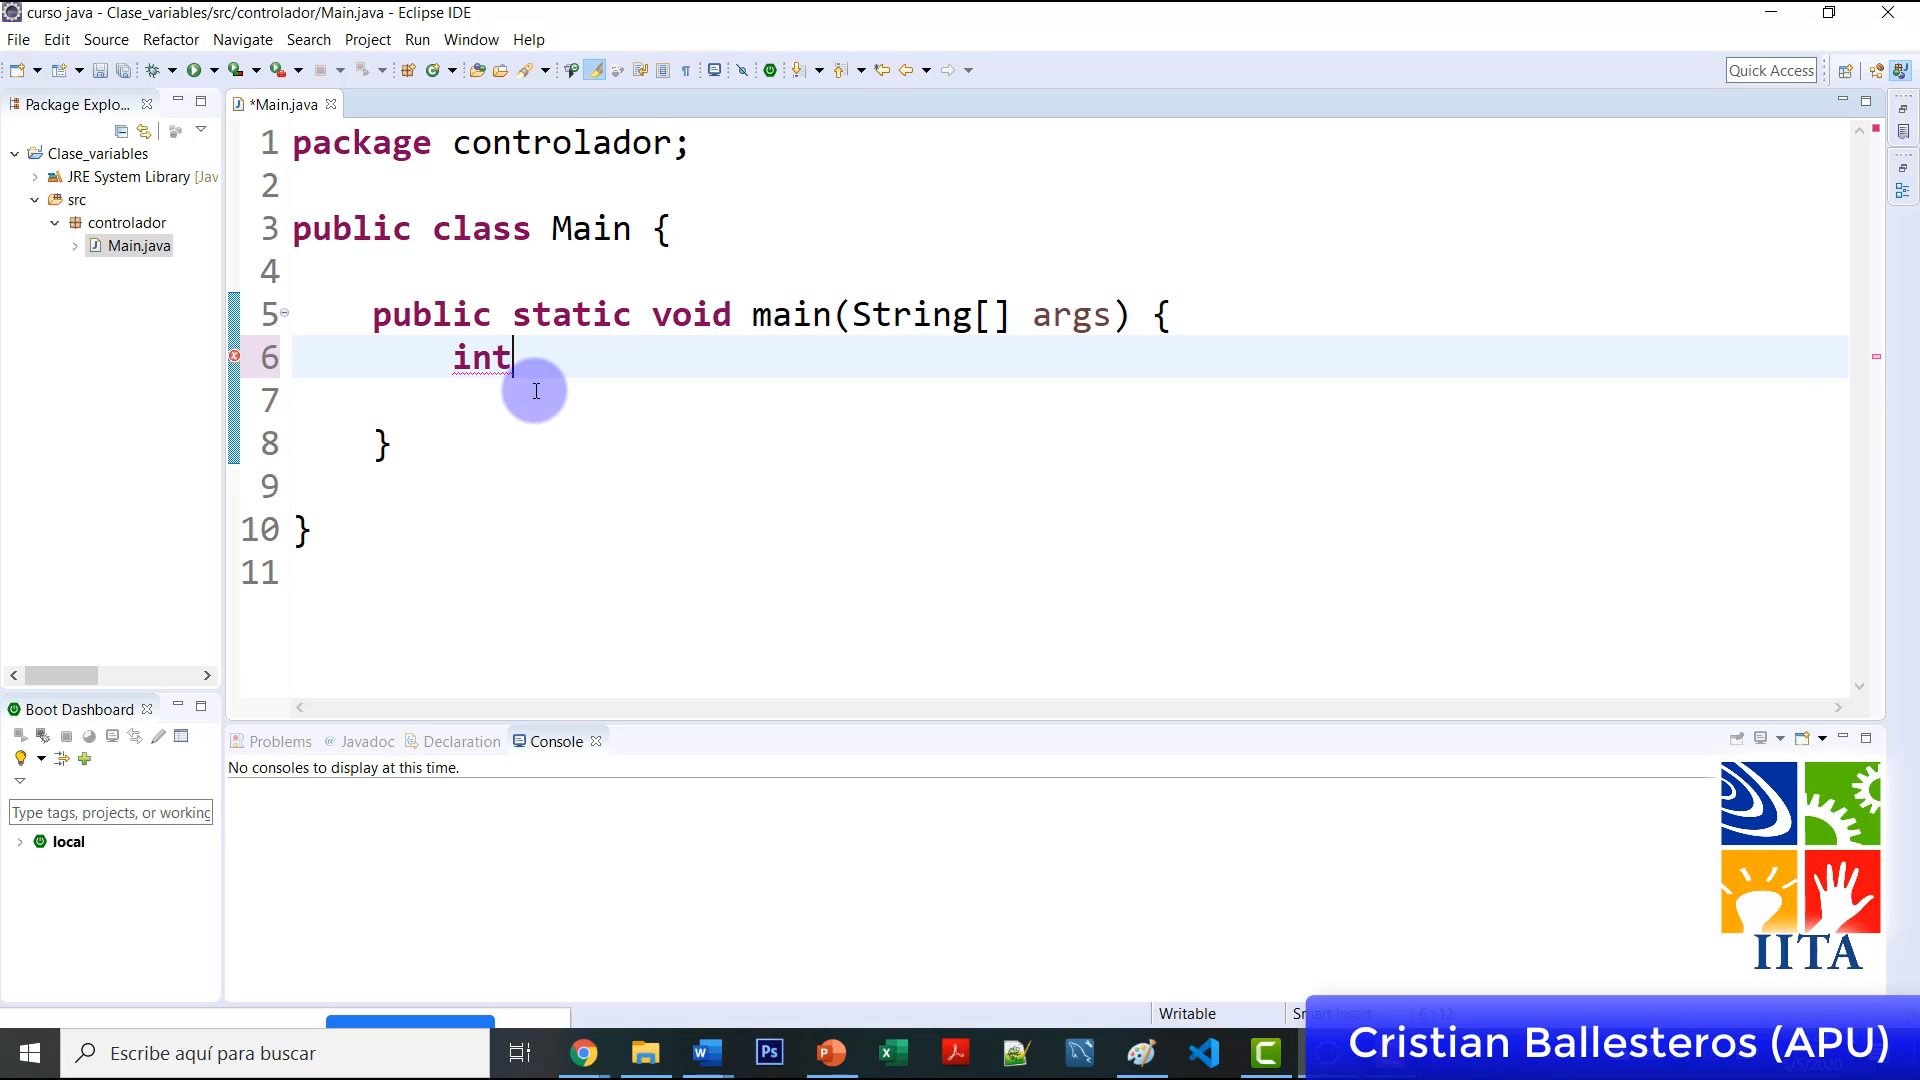 curso java - Clase_variables/src/controlador/Main.java - Eclipse IDE
File Edit Source Refactor Navigate Search Project Run Window Help
Quick Access
Package Explo...
*Main.java
Clase_variables
JRE System Library [Jav
src
controlador
Main.java
1 package controlador;
2
3 public class Main {
4
5 public static void main(String[] args) {
6 int
7
8 }
9
10 }
11
Boot Dashboard
Type tags, projects, or working
local
Problems @ Javadoc Declaration Console
No consoles to display at this time.
IITA
Writable
Cristian Ballesteros (APU)
Escribe aquí para buscar